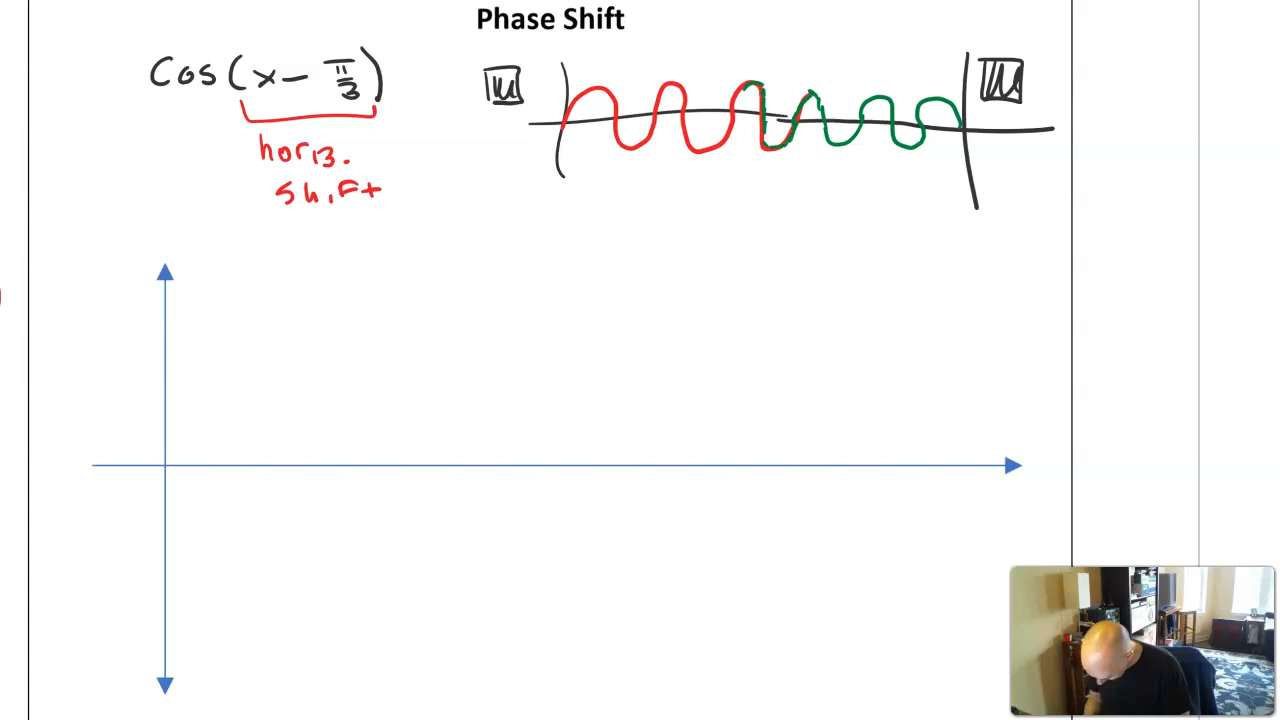 Phase Shift
Cos(x - π/3)
horiz.
shift